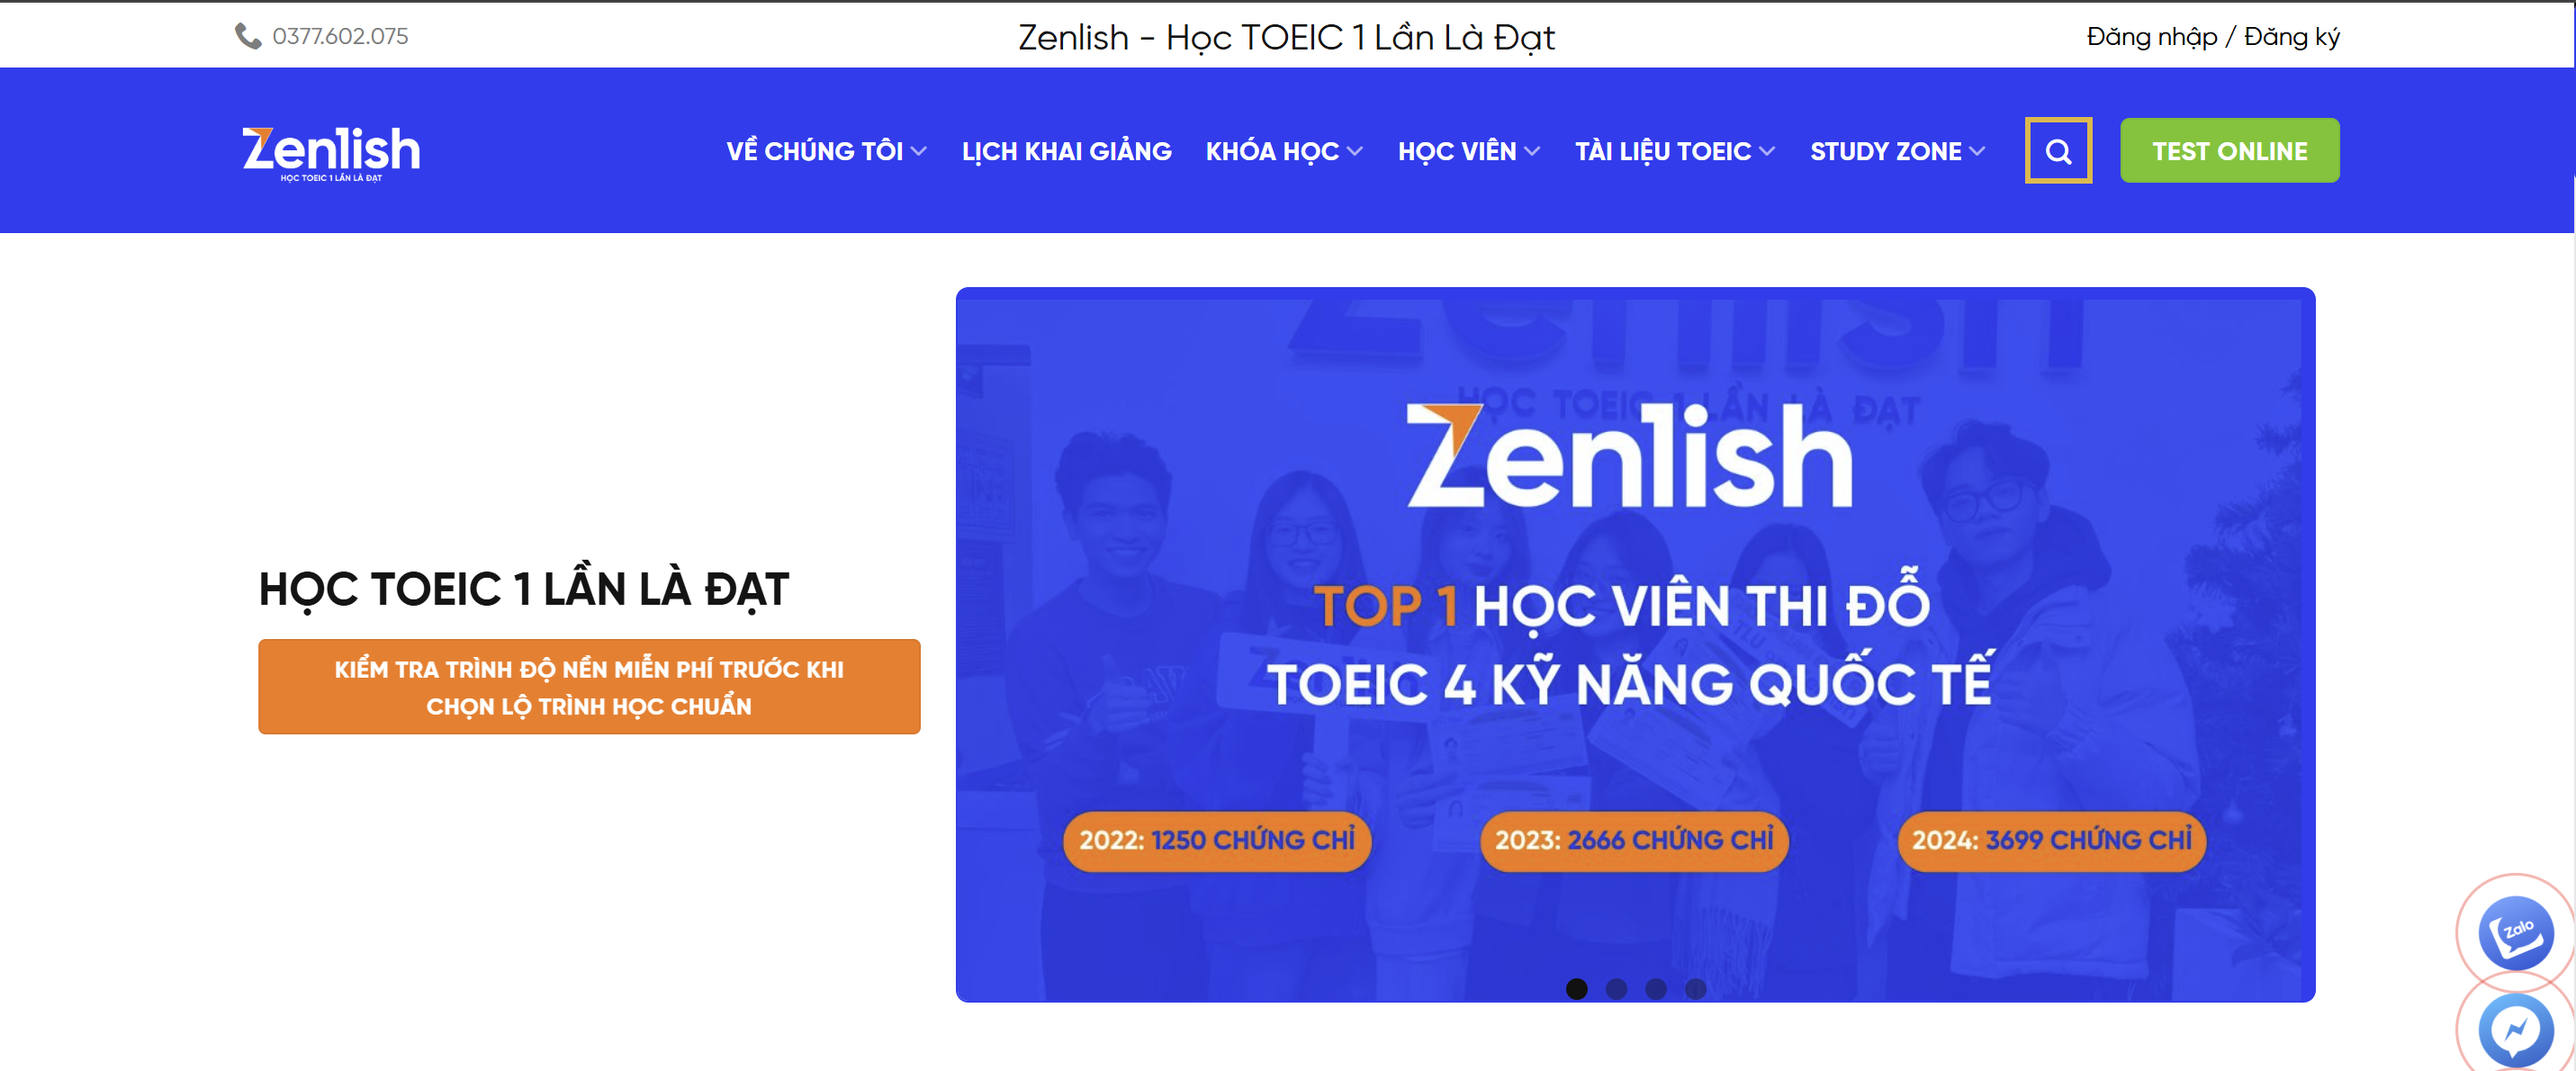 0377.602.075
Zenlish - Học TOEIC 1 Lần Là Đạt
Đăng nhập / Đăng ký
Zenlish
HỌC TOEIC 1 LẦN LÀ ĐẠT
VỀ CHÚNG TÔI
LỊCH KHAI GIẢNG
KHÓA HỌC
HỌC VIÊN
TÀI LIỆU TOEIC
STUDY ZONE
TEST ONLINE
HỌC TOEIC 1 LẦN LÀ ĐẠT
KIỂM TRA TRÌNH ĐỘ NỀN MIỄN PHÍ TRƯỚC KHI
CHỌN LỘ TRÌNH HỌC CHUẨN
Zenlish
HỌC TOEIC 1 LẦN LÀ ĐẠT
Zenlish
TOP 1 HỌC VIÊN THI ĐỖ
TOEIC 4 KỸ NĂNG QUỐC TẾ
2022: 1250 CHỨNG CHỈ
2023: 2666 CHỨNG CHỈ
2024: 3699 CHỨNG CHỈ
Zalo